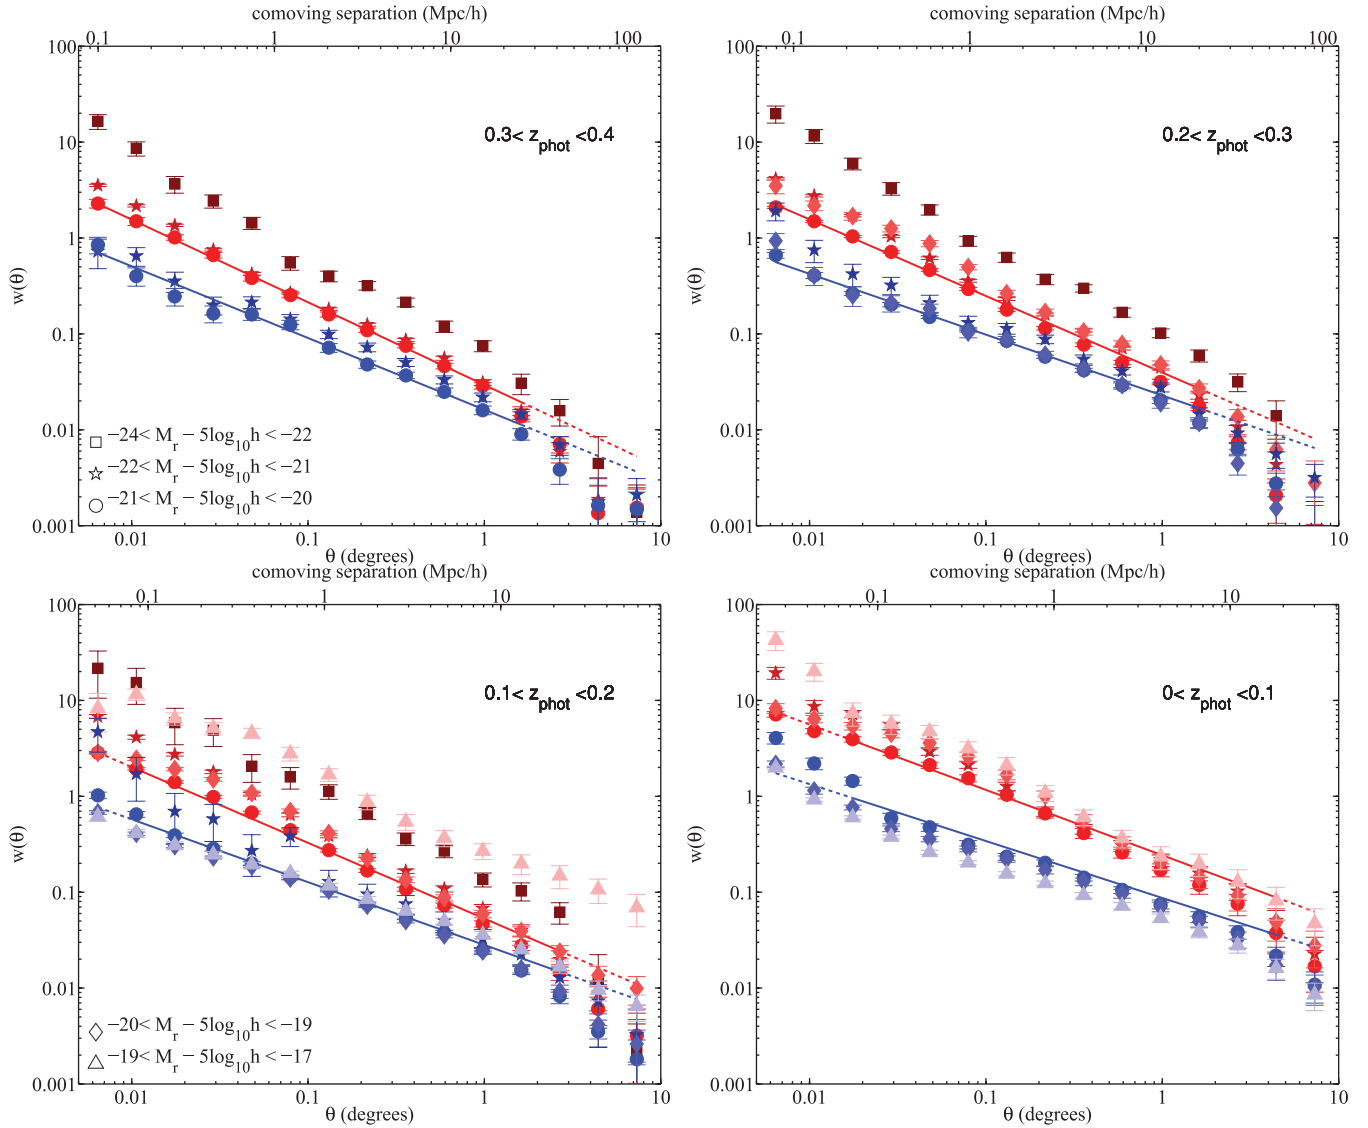 comoving separation (Mpc/h)
0.1 1 10 100
100
10
1
0.1
0.01
0.001
w(θ)
0.3< z_phot <0.4
−24< M_r − 5log_10h <−22
−22< M_r − 5log_10h <−21
−21< M_r − 5log_10h <−20
0.01 0.1 1 10
θ (degrees)
comoving separation (Mpc/h)
0.1 1 10 100
100
10
1
0.1
0.01
0.001
w(θ)
0.2< z_phot <0.3
0.01 0.1 1 10
θ (degrees)
comoving separation (Mpc/h)
0.1 1 10
100
10
1
0.1
0.01
0.001
w(θ)
0.1< z_phot <0.2
−20< M_r − 5log_10h <−19
−19< M_r − 5log_10h <−17
0.01 0.1 1 10
θ (degrees)
comoving separation (Mpc/h)
0.1 1 10
100
10
1
0.1
0.01
0.001
w(θ)
0< z_phot <0.1
0.01 0.1 1 10
θ (degrees)